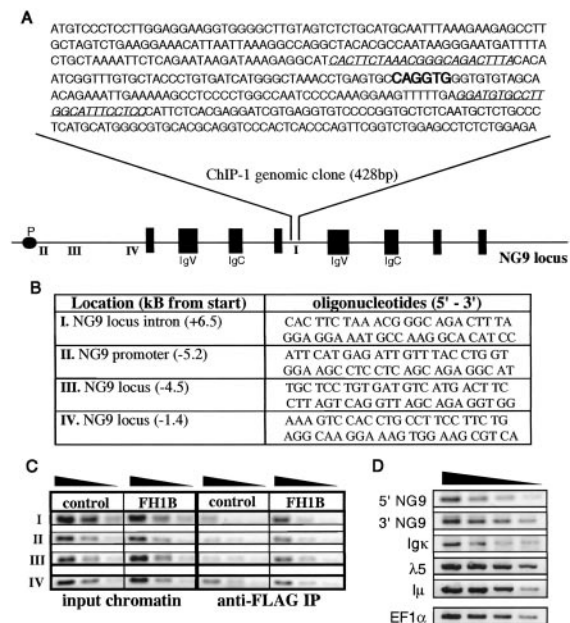 A
ATGTCCCTCCTTGGAGGAAGGTGGGGCTTGTAGTCTCTGCATGCAATTTAAAGAAGAGCCTT
GCTAGTCTGAAGGAAACATTAATTAAAGGCCAGGCTACACGCCAATAAGGGAATGATTTTA
CTGCTAAAATTCTCAGAATAAGATAAAGAGGCATCACTTCTAAACGGGCAGACTTTACACA
ATCGGTTTGTGCTACCCTGTGATCATGGGCTAAACCTGAGTGCCAGGTGGGTGTGTAGCA
ACAGAAATTGAAAAAGCCTCCCCTGGCCAAAGGAAGTTTTTGAGGATGTGCCTT
GGCATTTCCTCCCATTCTCACGAGGATCGTGAGGTGTCCCCGGTGCTCTCAATGCTCTGCCC
TCATGCATGGGCGTGCACGCAGGTCCCACTCACCCAGTTCGGTCTGGAGCCTCTCTGGAGA
ChIP-1 genomic clone (428bp)
P
II III IV I
IgV IgC IgV IgC
NG9 locus
B
Location (kB from start) oligonucleotides (5' - 3')
I. NG9 locus intron (+6.5) CAC TTC TAA ACG GGC AGA CTT TA
GGA GGA AAT GCC AAG GCA CAT CC
II. NG9 promoter (-5.2) ATT CAT GAG ATT GTT TAC CTG GT
GGA AGC CTC CTC AGC AGA GGC AT
III. NG9 locus (-4.5) TGC TCC TGT GAT GTC ATG ACT TC
CTT AGT CAG GTT AGC AGA GGT GG
IV. NG9 locus (-1.4) AAA GTC CAC CTG CCT TCC TTC TG
AGG CAA GGA AAG TGG AAG CGT CA
C
control FH1B control FH1B
I
II
III
IV
input chromatin anti-FLAG IP
D
5' NG9
3' NG9
Igκ
λ5
Iμ
EF1α